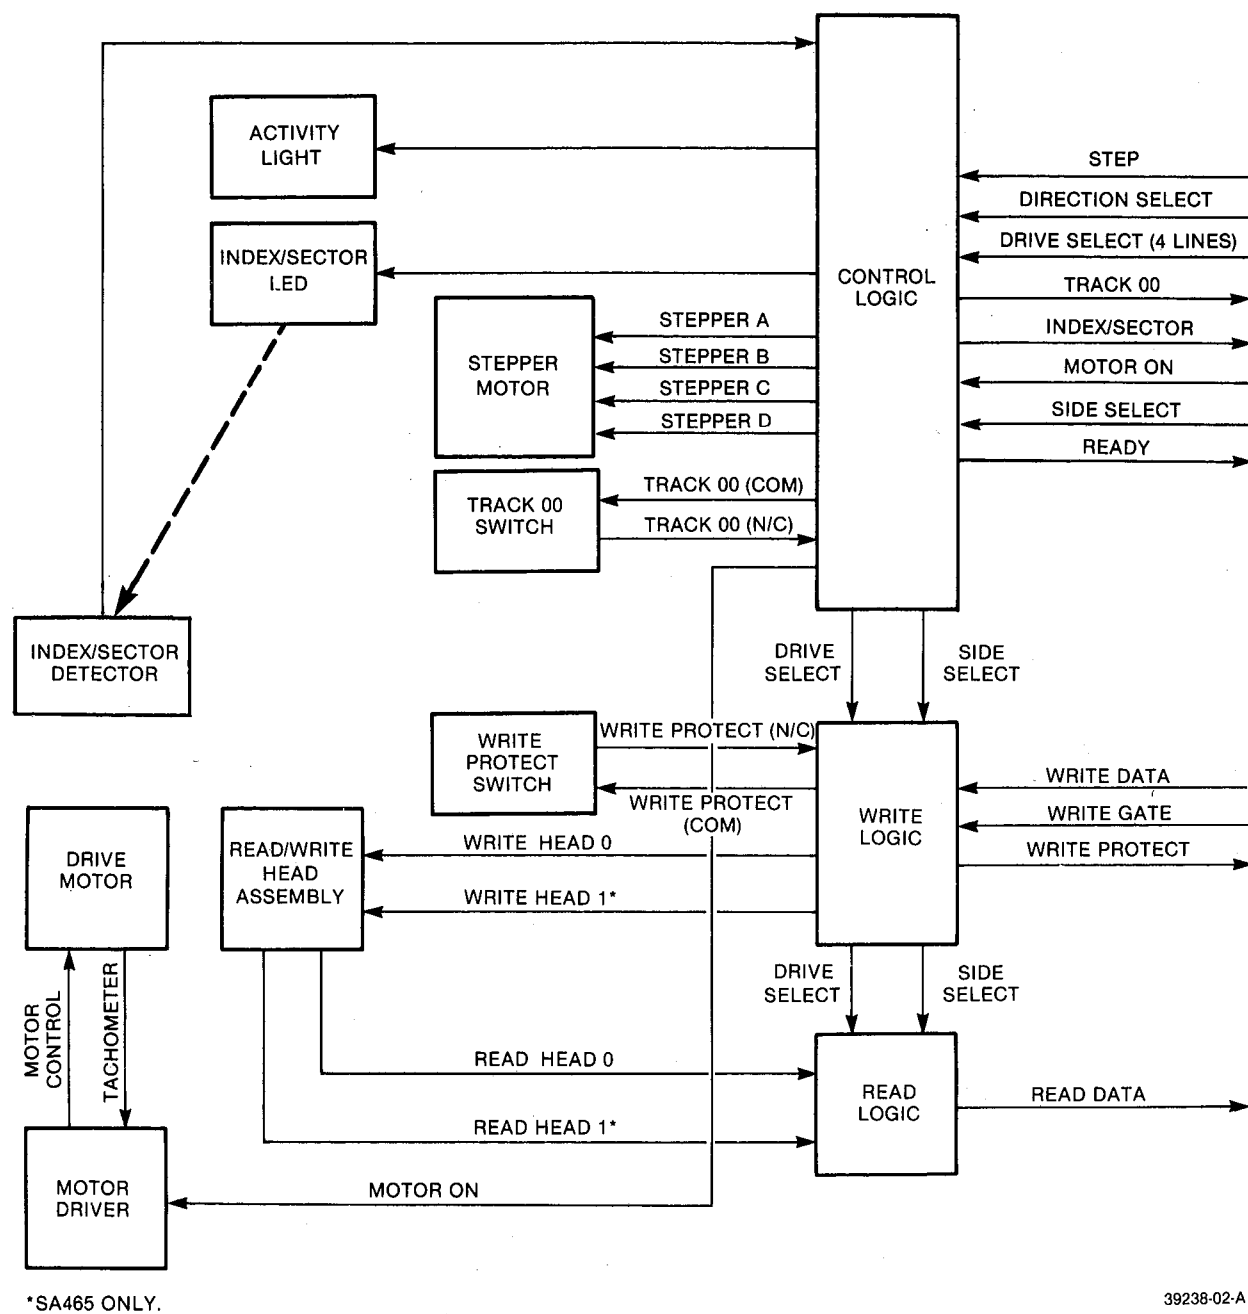 ACTIVITY
LIGHT
STEP
DIRECTION SELECT
INDEX/SECTOR
LED
DRIVE SELECT (4 LINES)
CONTROL
LOGIC
TRACK 00
STEPPER
MOTOR
STEPPER A
STEPPER B
STEPPER C
STEPPER D
INDEX/SECTOR
MOTOR ON
SIDE SELECT
READY
TRACK 00
SWITCH
TRACK 00 (COM)
TRACK 00 (N/C)
INDEX/SECTOR
DETECTOR
DRIVE
SELECT
SIDE
SELECT
WRITE
PROTECT
SWITCH
WRITE PROTECT (N/C)
WRITE PROTECT
(COM)
WRITE DATA
WRITE GATE
WRITE PROTECT
WRITE
LOGIC
DRIVE
MOTOR
READ/WRITE
HEAD
ASSEMBLY
WRITE HEAD 0
WRITE HEAD 1*
MOTOR
CONTROL
TACHOMETER
DRIVE
SELECT
SIDE
SELECT
READ HEAD 0
READ HEAD 1*
READ
LOGIC
READ DATA
MOTOR
DRIVER
MOTOR ON
*SA465 ONLY.
39238-02-A